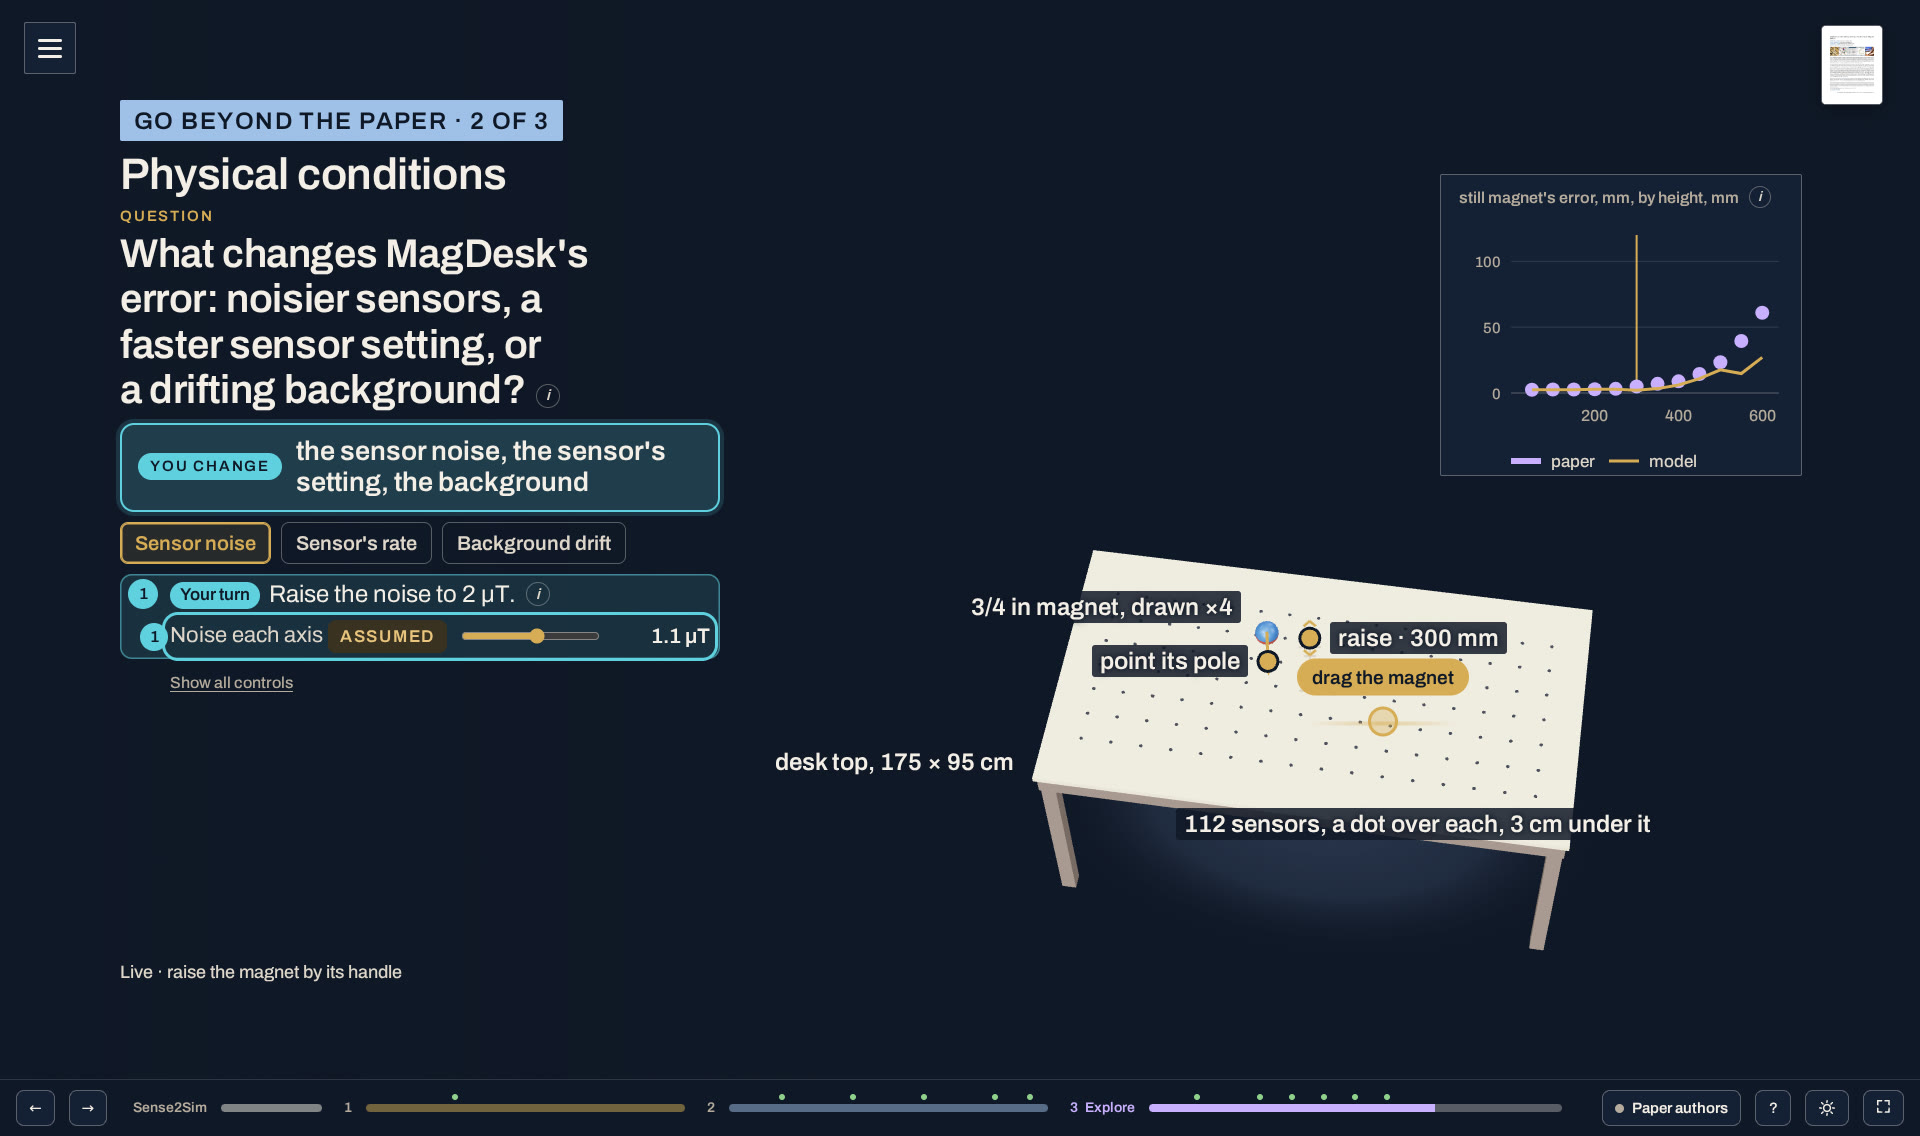 GO BEYOND THE PAPER · 2 OF 3
Physical conditions
QUESTION
What changes MagDesk's
error: noisier sensors, a
faster sensor setting, or
a drifting background? i
YOU CHANGE
the sensor noise, the sensor's
setting, the background
Sensor noise
Sensor's rate
Background drift
1 Your turn Raise the noise to 2 µT. i
1 Noise each axis ASSUMED 1.1 µT
Show all controls
still magnet's error, mm, by height, mm i
100
50
0
200 400 600
paper model
3/4 in magnet, drawn ×4
raise · 300 mm
point its pole
drag the magnet
desk top, 175 × 95 cm
112 sensors, a dot over each, 3 cm under it
Live · raise the magnet by its handle
← → Sense2Sim 1 2 3 Explore Paper authors ?